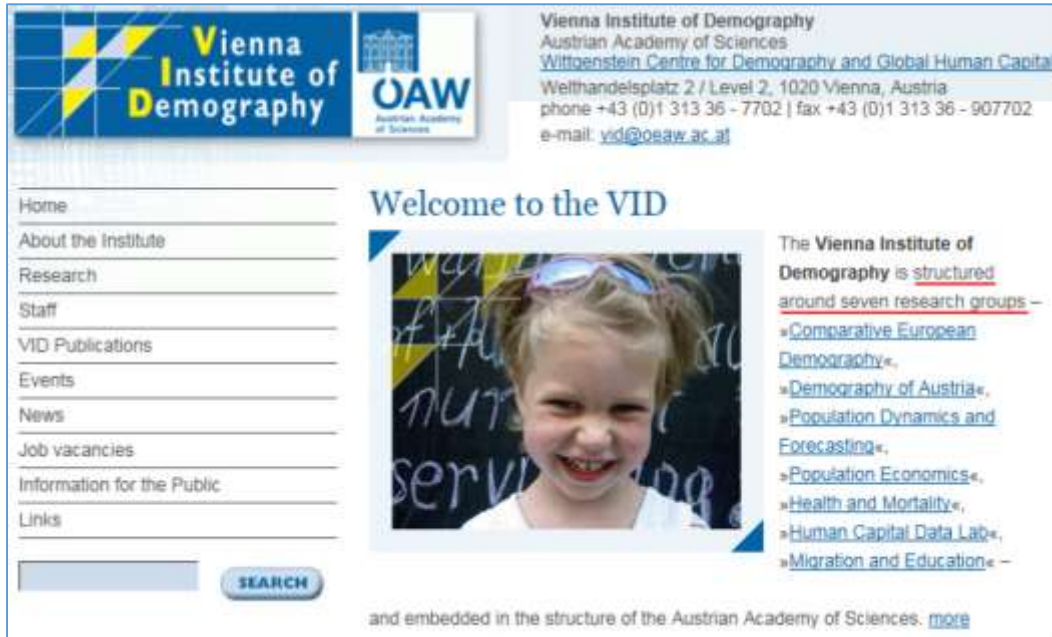 Vienna
Institute of
Demography
ÖAW
Austrian Academy
of Sciences
Vienna Institute of Demography
Austrian Academy of Sciences
Wittgenstein Centre for Demography and Global Human Capital
Welthandelsplatz 2 / Level 2, 1020 Vienna, Austria
phone +43 (0)1 313 36 - 7702 | fax +43 (0)1 313 36 - 907702
e-mail: vid@oeaw.ac.at
Home
About the Institute
Research
Staff
VID Publications
Events
News
Job vacancies
Information for the Public
Links
SEARCH
Welcome to the VID
The Vienna Institute of
Demography is structured
around seven research groups –
»Comparative European
Demography«,
»Demography of Austria«,
»Population Dynamics and
Forecasting«,
»Population Economics«,
»Health and Mortality«,
»Human Capital Data Lab«,
»Migration and Education« –
and embedded in the structure of the Austrian Academy of Sciences. more